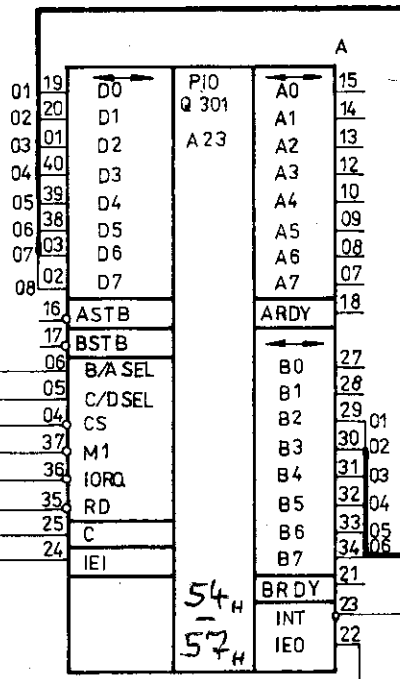 A
19 D0 PIO A0 15
01
20 D1 Q 301 A1 14
02
01 D2 A23 A2 13
03
40 D3 A3 12
04
39 D4 A4 10
05
38 D5 A5 09
06
03 D6 A6 08
07
02 D7 A7 07
08
16 ASTB ARDY 18
17 BSTB
06 B/A SEL B0 27
05 C/D SEL B1 28
04 CS B2 29 01
37 M1 B3 30 02
36 IORQ B4 31 03
35 RD B5 32 04
25 C B6 33 05
24 IEI B7 34 06
BRDY 21
54H INT 23
57H IEO 22